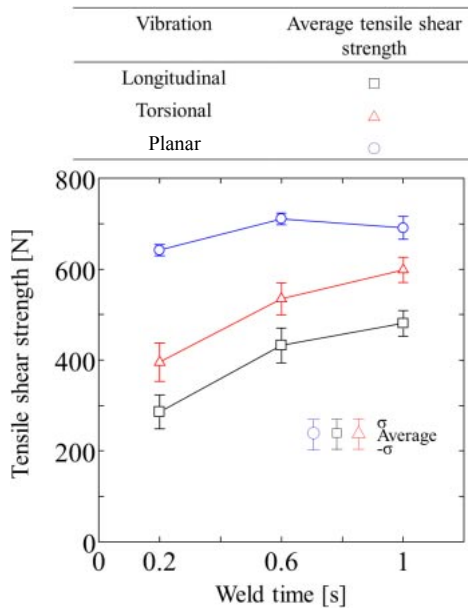 Vibration Average tensile shear
strength
Longitudinal
Torsional
Planar
800
600
400
200
0
Tensile shear strength [N]
σ
Average
-σ
0 0.2 0.6 1
Weld time [s]